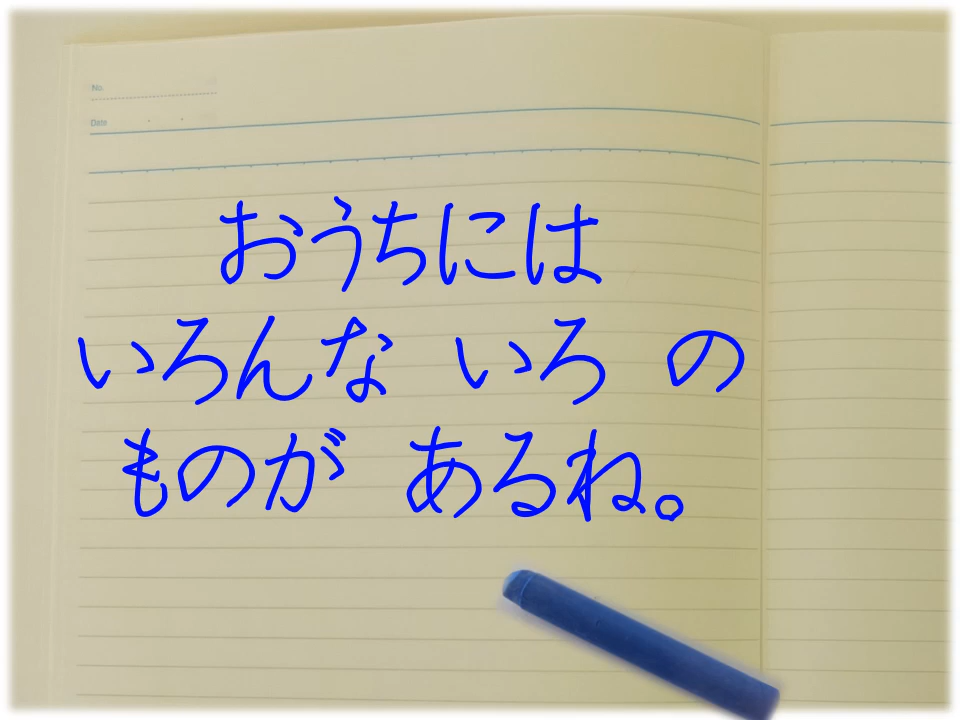 No.
Date
おうちには
いろんな いろ の
ものが あるね。